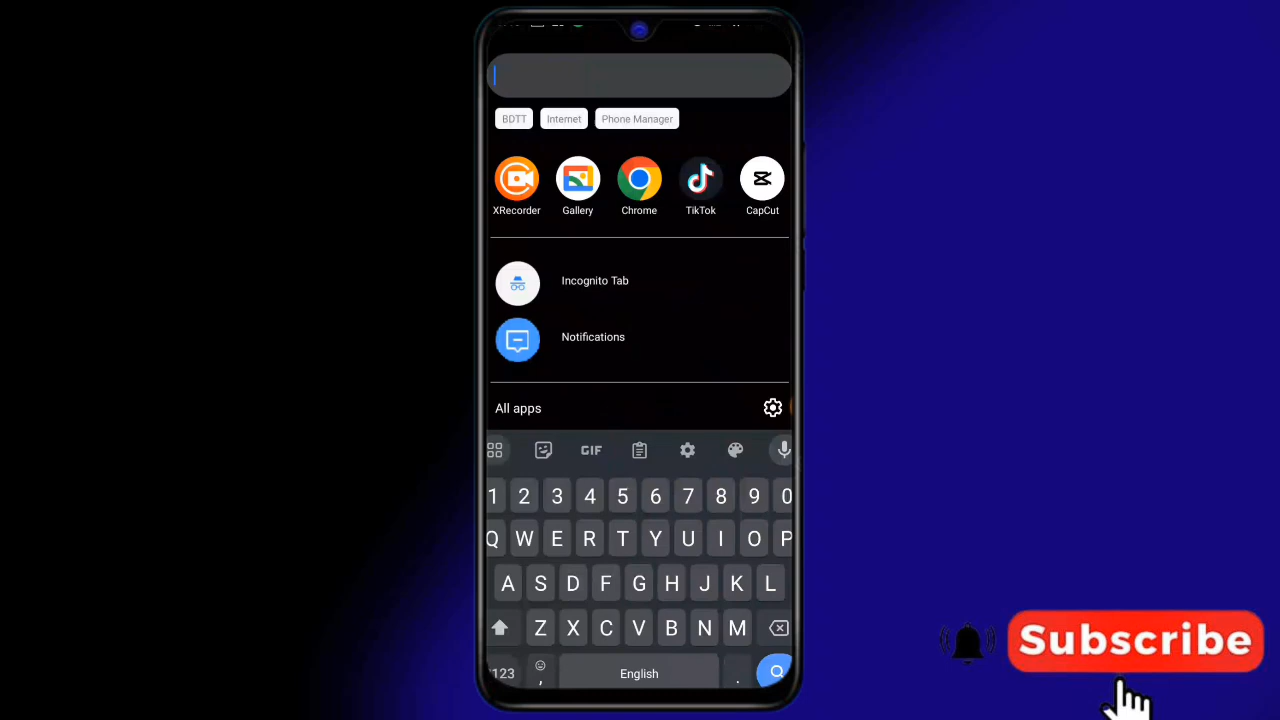 BDTT Internet Phone Manager
XRecorder Gallery Chrome TikTok CapCut
Incognito Tab
Notifications
All apps
GIF
1 2 3 4 5 6 7 8 9 0
Q W E R T Y U I O P
A S D F G H J K L
Z X C V B N M
123 , English .
Subscribe